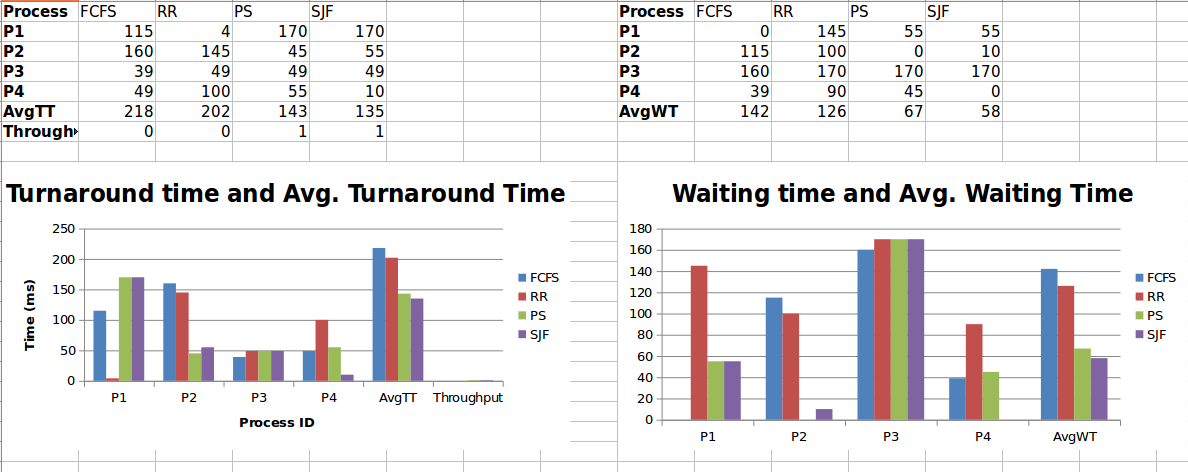 Process FCFS RR PS SJF
P1 115 4 170 170
P2 160 145 45 55
P3 39 49 49 49
P4 49 100 55 10
AvgTT 218 202 143 135
Through 0 0 1 1
Process FCFS RR PS SJF
P1 0 145 55 55
P2 115 100 0 10
P3 160 170 170 170
P4 39 90 45 0
AvgWT 142 126 67 58
Turnaround time and Avg. Turnaround Time
250
200
150
100
50
0
Time (ms)
P1 P2 P3 P4 AvgTT Throughput
Process ID
FCFS
RR
PS
SJF
Waiting time and Avg. Waiting Time
180
160
140
120
100
80
60
40
20
0
P1 P2 P3 P4 AvgWT
FCFS
RR
PS
SJF